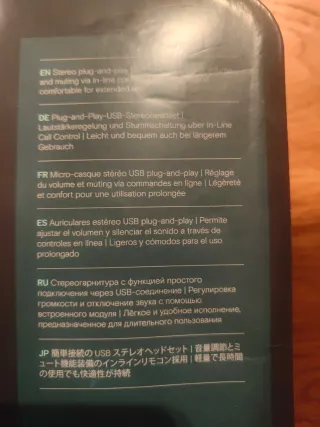 EN Stereo plug-and-play
and muting via in-line
comfortable for extended
DE Plug-and-Play-USB-Stereoheadset |
Lautstärkeregelung und Stummschaltung über In-Line
Call Control | Leicht und bequem auch bei längerem
Gebrauch
FR Micro-casque stéréo USB plug-and-play | Réglage
du volume et muting via commandes en ligne | Légèreté
et confort pour une utilisation prolongée
ES Auriculares estéreo USB plug-and-play | Permite
ajustar el volumen y silenciar el sonido a través de
controles en línea | Ligeros y cómodos para el uso
prolongado
RU Стереогарнитура с функцией простого
подключения через USB-соединение | Регулировка
громкости и отключение звука с помощью
встроенного модуля | Лёгкое и удобное исполнение,
предназначенное для длительного пользования
JP 簡単接続の USB ステレオヘッドセット | 音量調節とミ
ュート機能装備のインラインリモコン採用 | 軽量で長時間
の使用でも快適性が持続